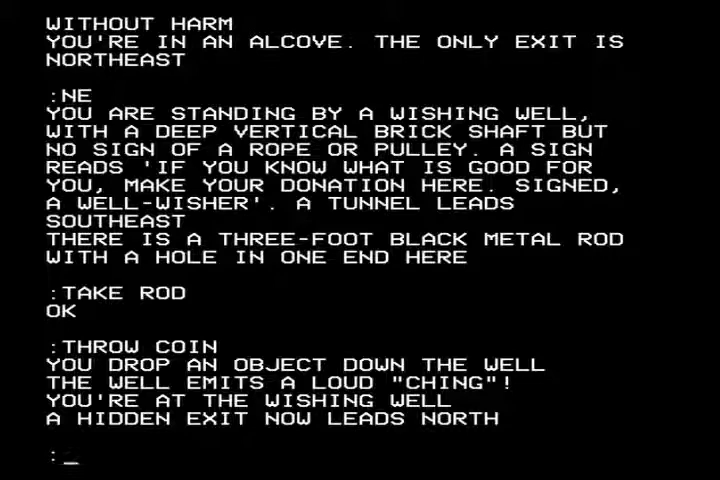 WITHOUT HARM
YOU'RE IN AN ALCOVE. THE ONLY EXIT IS
NORTHEAST
:NE
YOU ARE STANDING BY A WISHING WELL,
WITH A DEEP VERTICAL BRICK SHAFT BUT
NO SIGN OF A ROPE OR PULLEY. A SIGN
READS 'IF YOU KNOW WHAT IS GOOD FOR
YOU, MAKE YOUR DONATION HERE. SIGNED,
A WELL-WISHER'. A TUNNEL LEADS
SOUTHEAST
THERE IS A THREE-FOOT BLACK METAL ROD
WITH A HOLE IN ONE END HERE
:TAKE ROD
OK
:THROW COIN
YOU DROP AN OBJECT DOWN THE WELL
THE WELL EMITS A LOUD "CHING"!
YOU'RE AT THE WISHING WELL
A HIDDEN EXIT NOW LEADS NORTH
:_